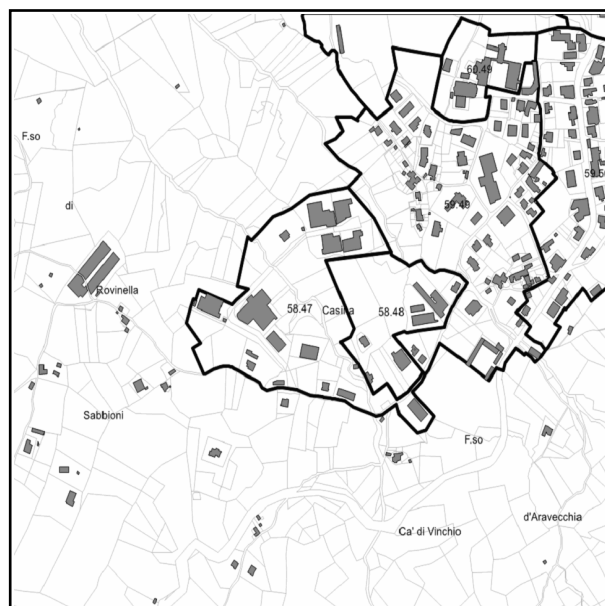 60.49
F.so
59.50
59.49
di
Rovinella
58.47
Casina
58.48
Sabbioni
F.so
d'Aravecchia
Ca' di Vinchio